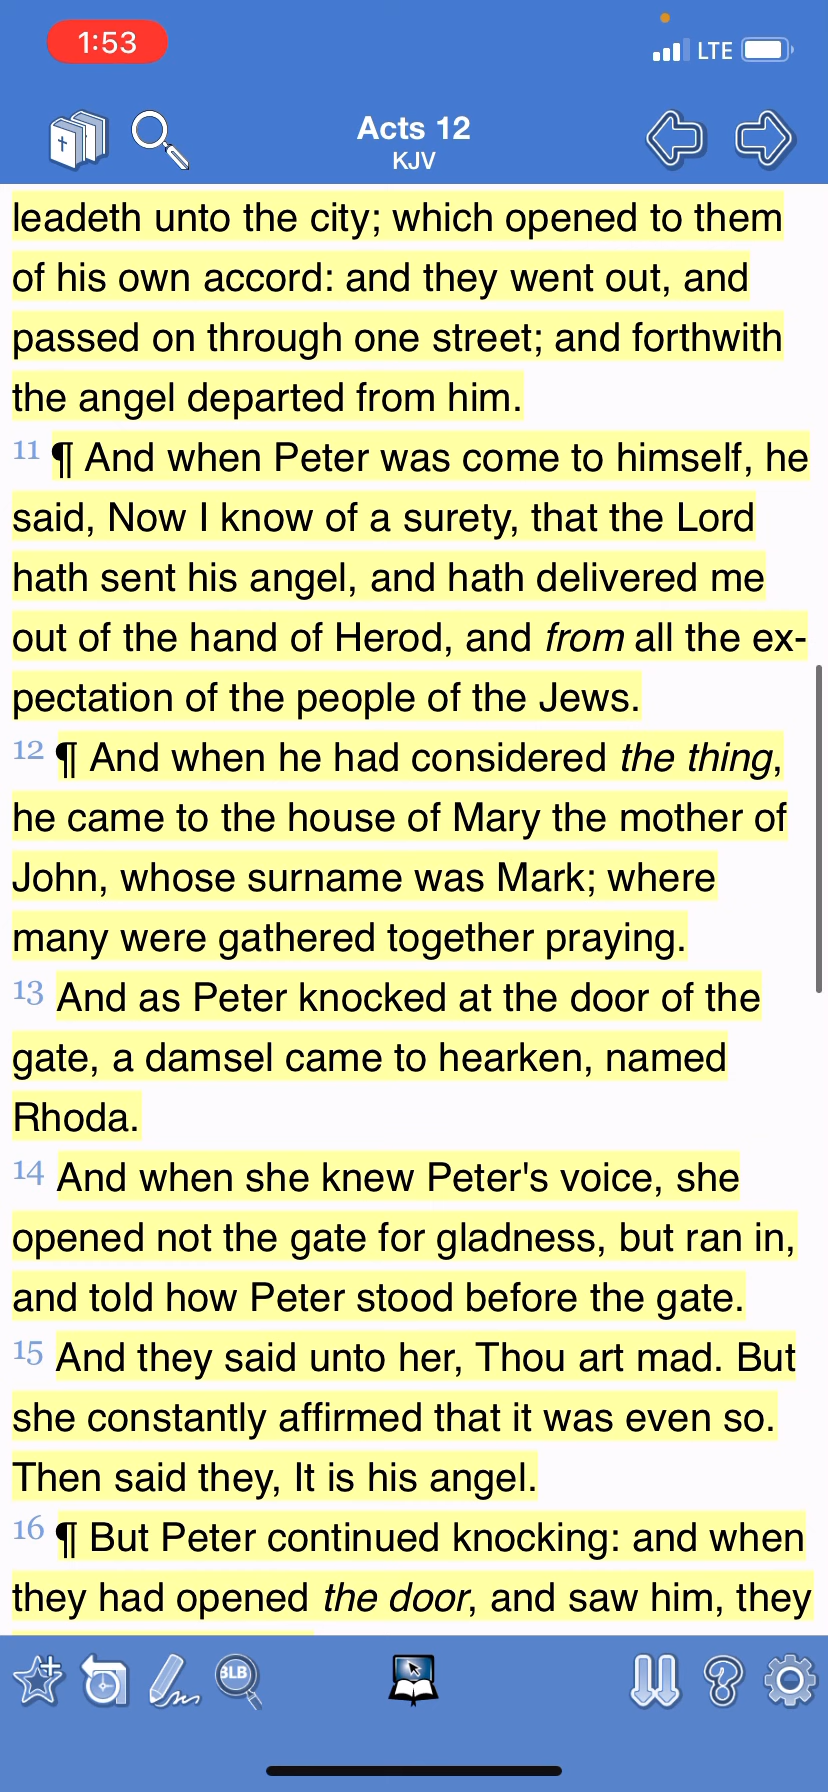 1:53
LTE
Acts 12
KJV
leadeth unto the city; which opened to them
of his own accord: and they went out, and
passed on through one street; and forthwith
the angel departed from him.
11 ¶ And when Peter was come to himself, he
said, Now I know of a surety, that the Lord
hath sent his angel, and hath delivered me
out of the hand of Herod, and from all the ex-
pectation of the people of the Jews.
12 ¶ And when he had considered the thing,
he came to the house of Mary the mother of
John, whose surname was Mark; where
many were gathered together praying.
13 And as Peter knocked at the door of the
gate, a damsel came to hearken, named
Rhoda.
14 And when she knew Peter's voice, she
opened not the gate for gladness, but ran in,
and told how Peter stood before the gate.
15 And they said unto her, Thou art mad. But
she constantly affirmed that it was even so.
Then said they, It is his angel.
16 ¶ But Peter continued knocking: and when
they had opened the door, and saw him, they
BLB